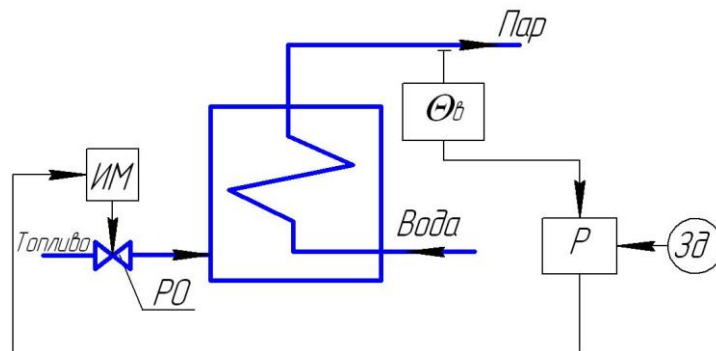 Пар
Θв
ИМ
Топливо
Вода
РО
Р
Зд